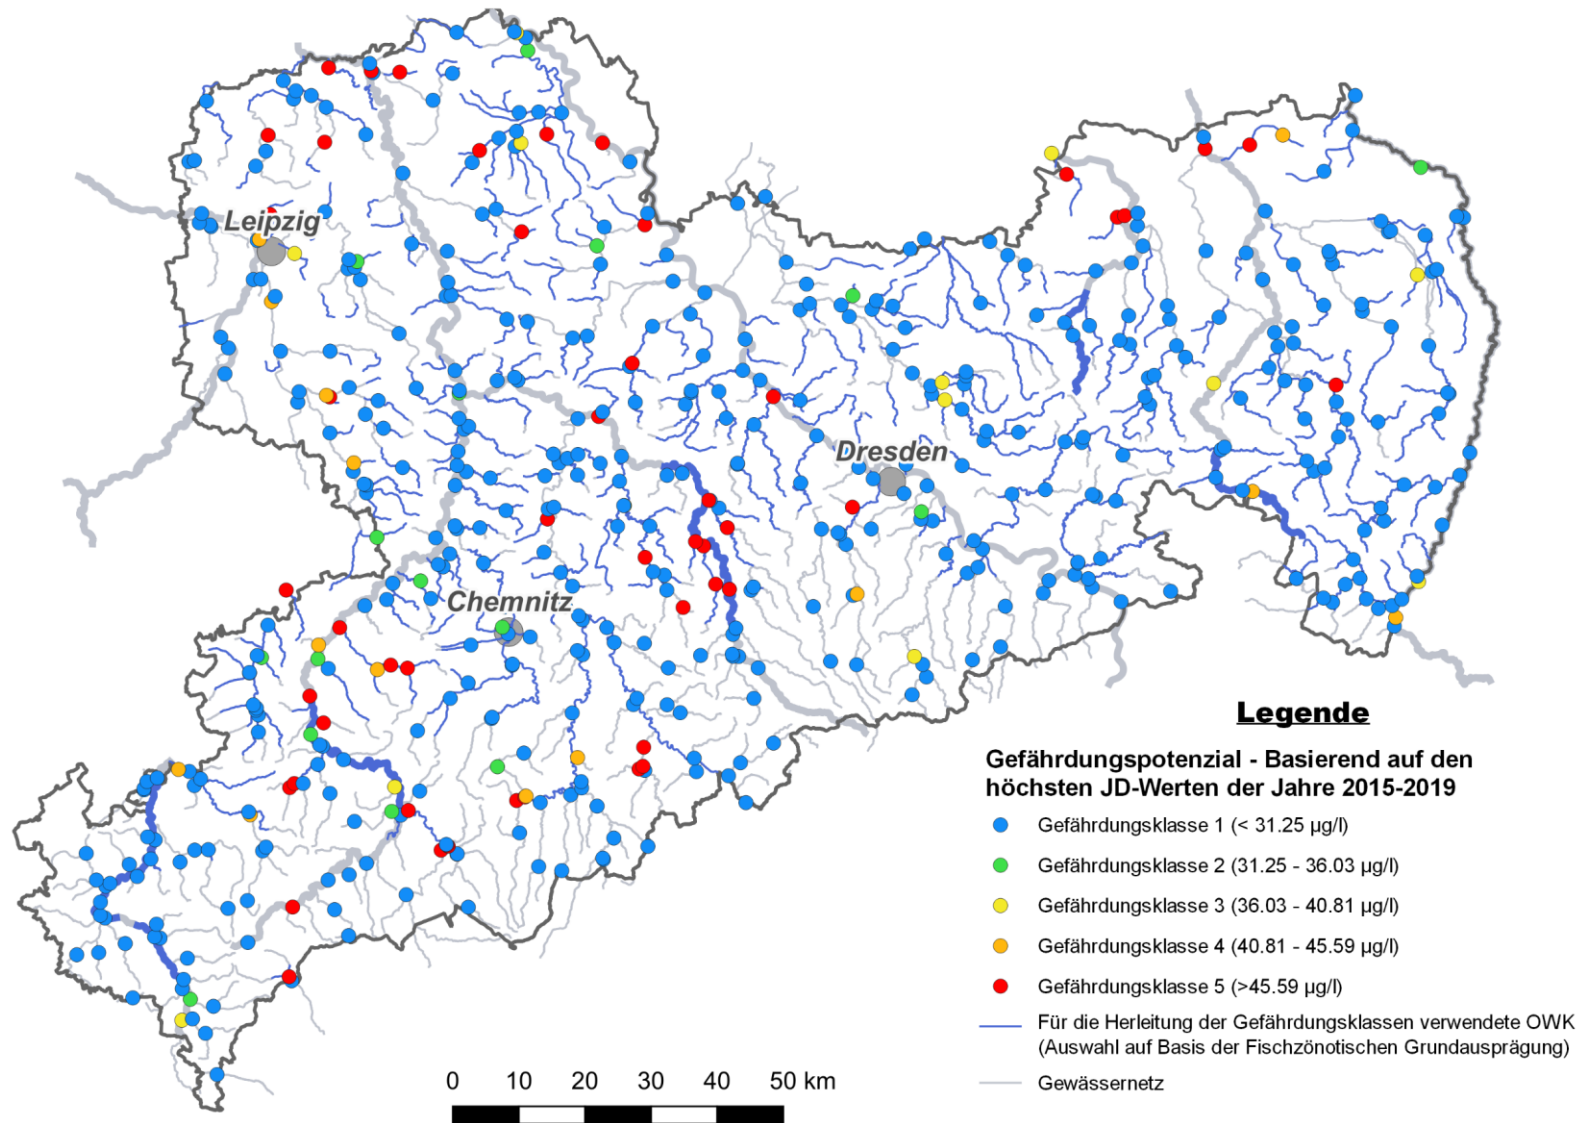 Leipzig
Dresden
Chemnitz
Legende
Gefährdungspotenzial - Basierend auf den
höchsten JD-Werten der Jahre 2015-2019
Gefährdungsklasse 1 (< 31.25 µg/l)
Gefährdungsklasse 2 (31.25 - 36.03 µg/l)
Gefährdungsklasse 3 (36.03 - 40.81 µg/l)
Gefährdungsklasse 4 (40.81 - 45.59 µg/l)
Gefährdungsklasse 5 (>45.59 µg/l)
Für die Herleitung der Gefährdungsklassen verwendete OWK
(Auswahl auf Basis der Fischzönotischen Grundausprägung)
Gewässernetz
0 10 20 30 40 50 km